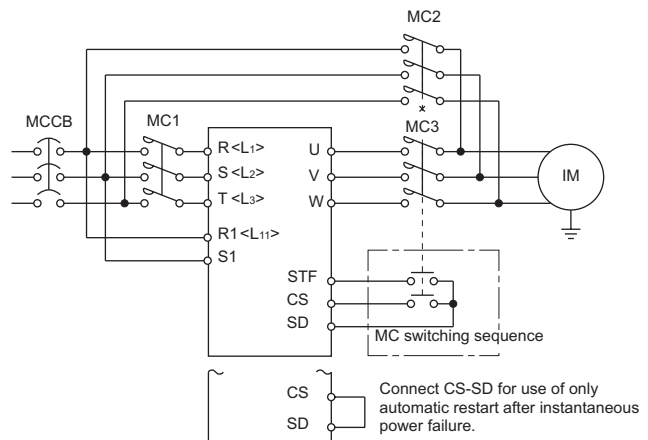 MC2
MCCB
MC1
MC3
R <L1>
S <L2>
T <L3>
R1 <L11>
S1
U
V
W
IM
STF
CS
SD
MC switching sequence
CS
SD
Connect CS-SD for use of only
automatic restart after instantaneous
power failure.